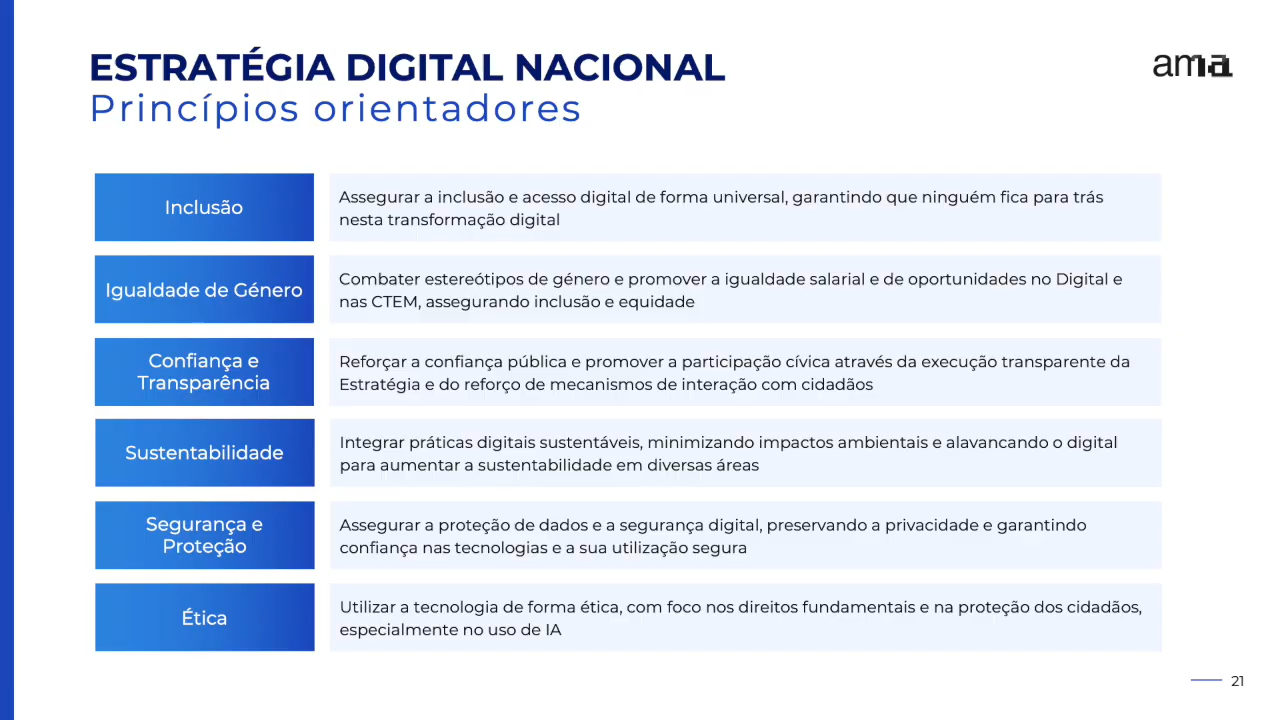 ESTRATÉGIA DIGITAL NACIONAL
Princípios orientadores
ama
Inclusão
Assegurar a inclusão e acesso digital de forma universal, garantindo que ninguém fica para trás
nesta transformação digital
Igualdade de Género
Combater estereótipos de género e promover a igualdade salarial e de oportunidades no Digital e
nas CTEM, assegurando inclusão e equidade
Confiança e
Transparência
Reforçar a confiança pública e promover a participação cívica através da execução transparente da
Estratégia e do reforço de mecanismos de interação com cidadãos
Sustentabilidade
Integrar práticas digitais sustentáveis, minimizando impactos ambientais e alavancando o digital
para aumentar a sustentabilidade em diversas áreas
Segurança e
Proteção
Assegurar a proteção de dados e a segurança digital, preservando a privacidade e garantindo
confiança nas tecnologias e a sua utilização segura
Ética
Utilizar a tecnologia de forma ética, com foco nos direitos fundamentais e na proteção dos cidadãos,
especialmente no uso de IA
21